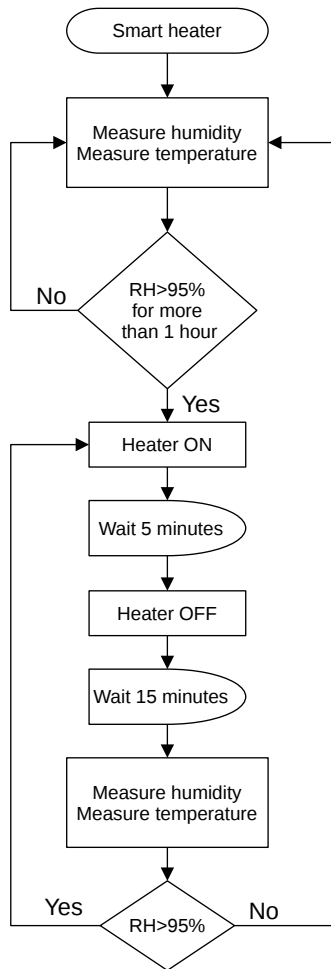 Smart heater
Measure humidity
Measure temperature
No
RH>95%
for more
than 1 hour
Yes
Heater ON
Wait 5 minutes
Heater OFF
Wait 15 minutes
Measure humidity
Measure temperature
Yes
RH>95%
No